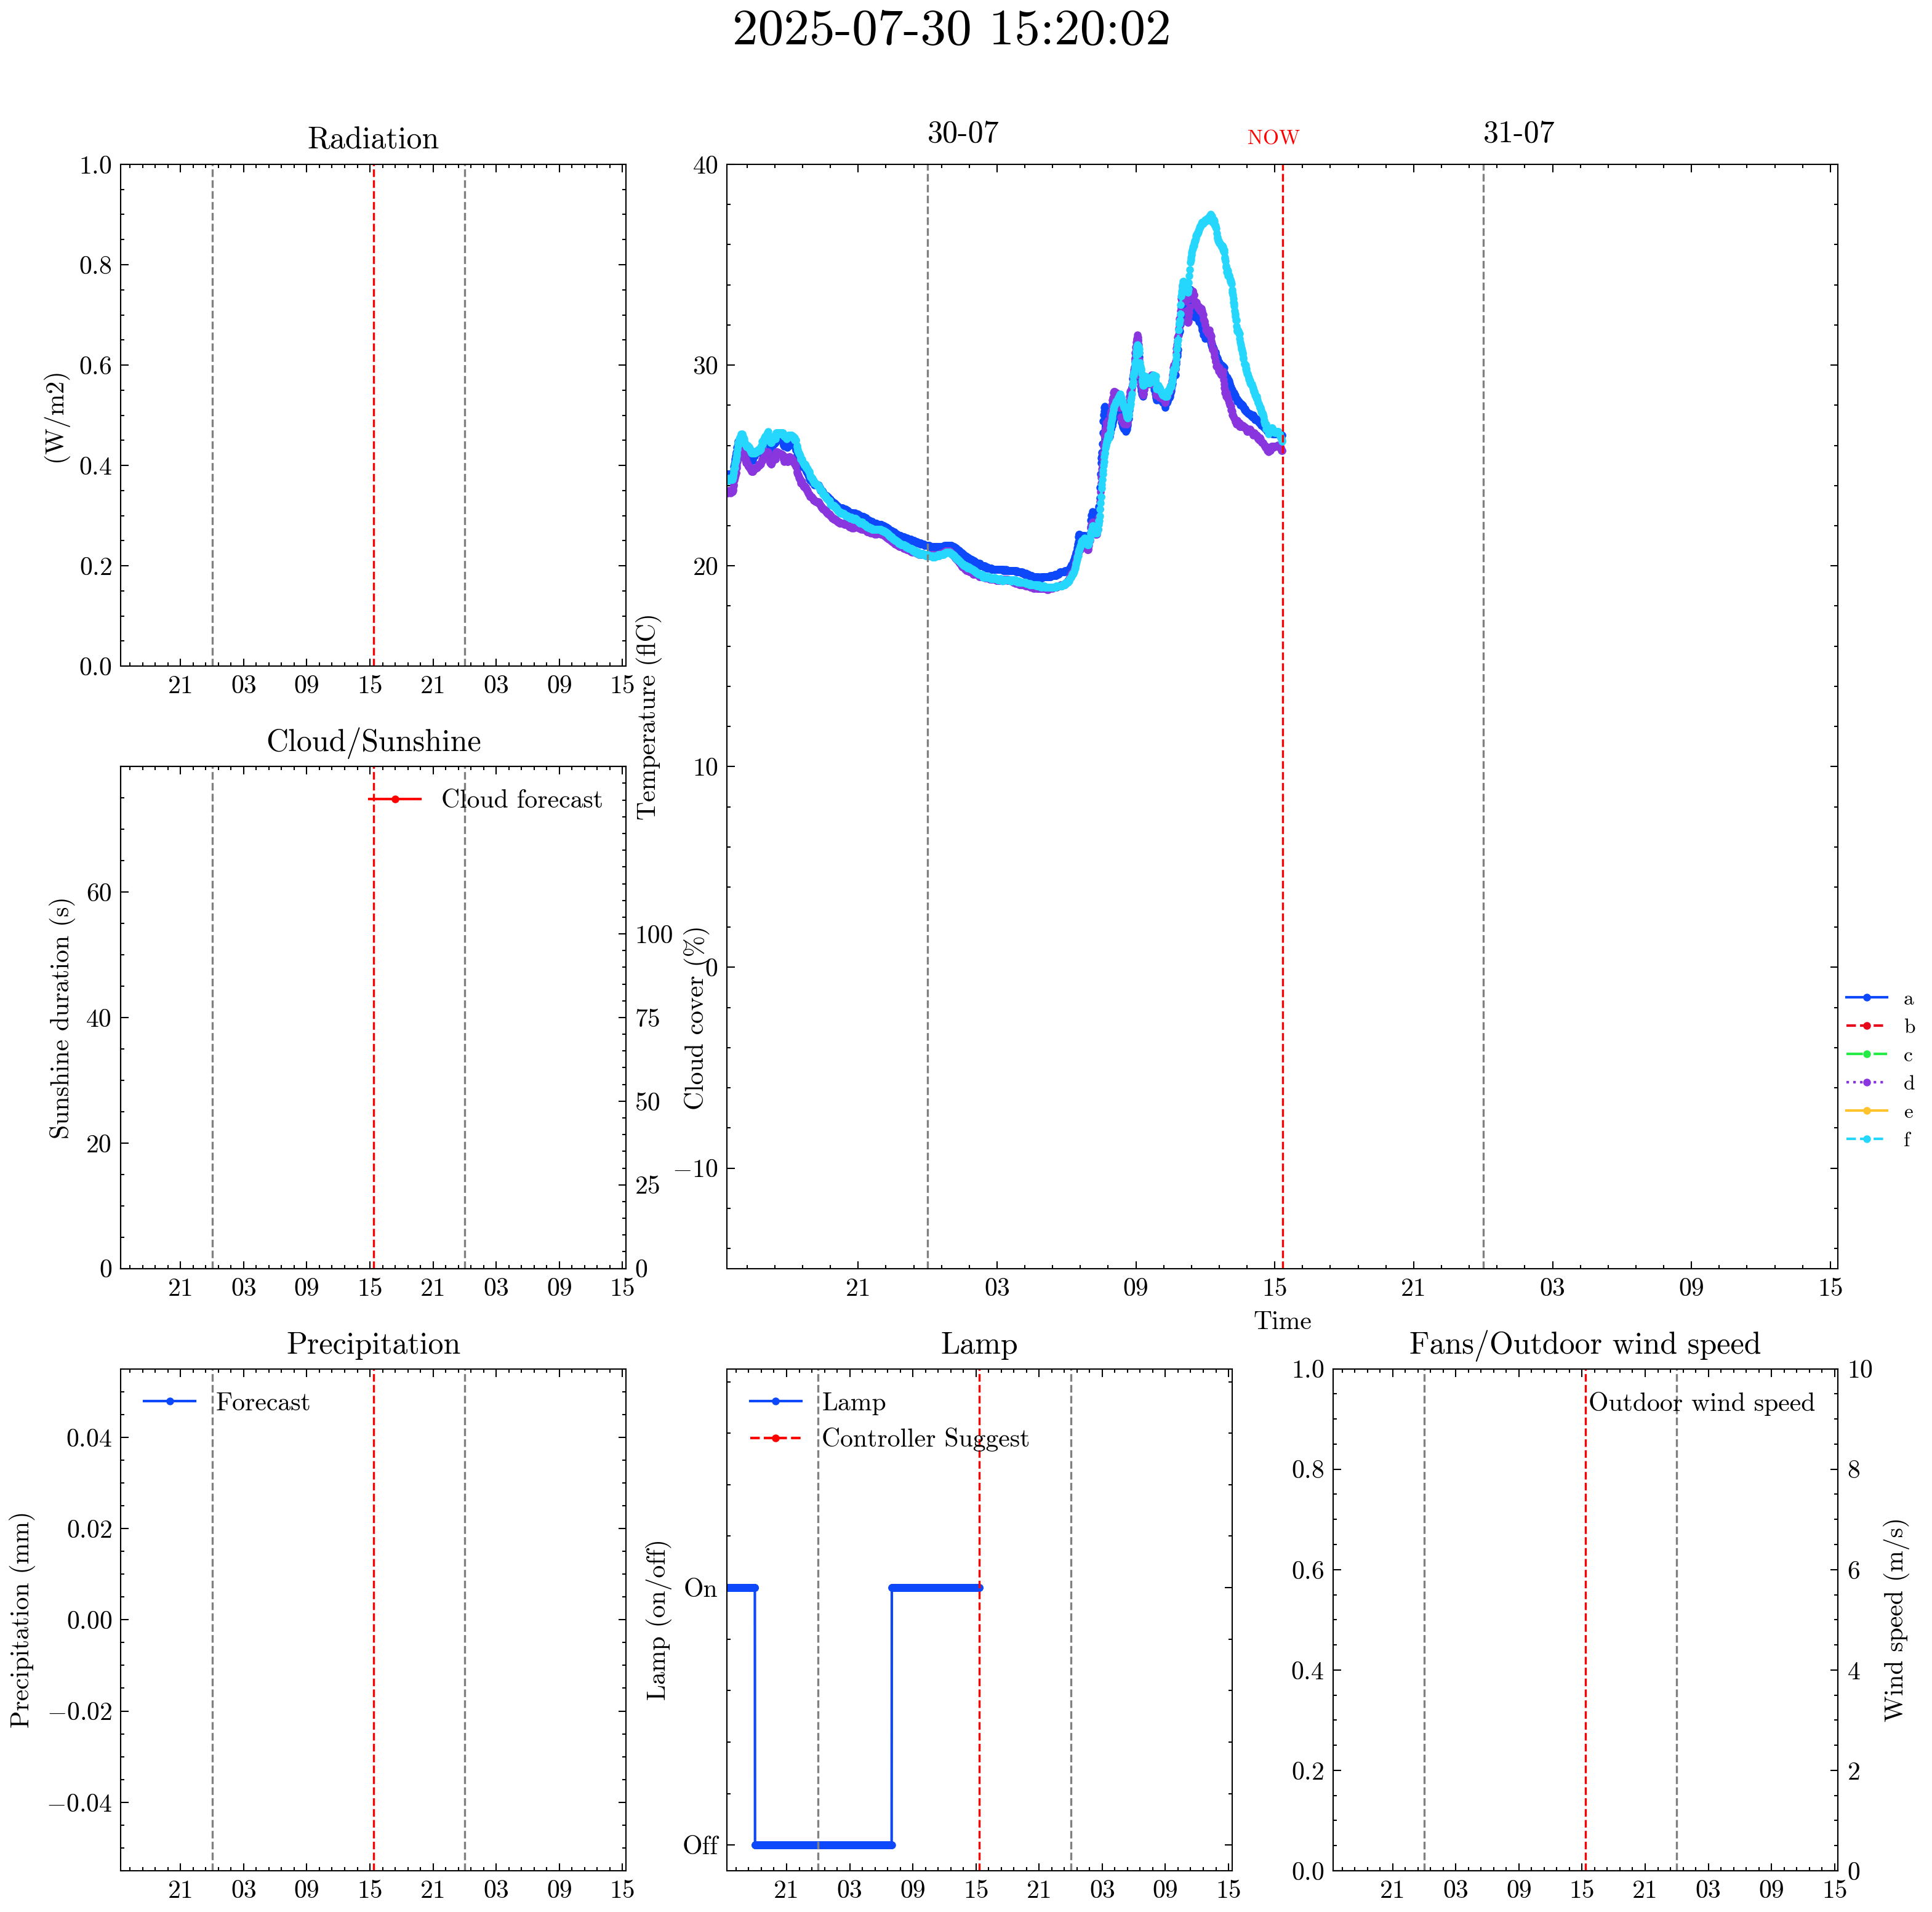 2025-07-30 15:20:02
Radiation
1.0
0.8
0.6
0.4
0.2
0.0
(W/m2)
21 03 09 15 21 03 09 15
30-07
NOW
31-07
40
30
20
10
0
−10
Temperature (flC)
21 03 09 15 21 03 09 15
Time
a
b
c
d
e
f
Cloud/Sunshine
Cloud forecast
60
40
20
0
Sunshine duration (s)
100
75
50
25
0
Cloud cover (%)
21 03 09 15 21 03 09 15
Precipitation
Forecast
0.04
0.02
0.00
−0.02
−0.04
Precipitation (mm)
21 03 09 15 21 03 09 15
Lamp
Lamp
Controller Suggest
On
Off
Lamp (on/off)
21 03 09 15 21 03 09 15
Fans/Outdoor wind speed
Outdoor wind speed
1.0
0.8
0.6
0.4
0.2
0.0
10
8
6
4
2
0
Wind speed (m/s)
21 03 09 15 21 03 09 15